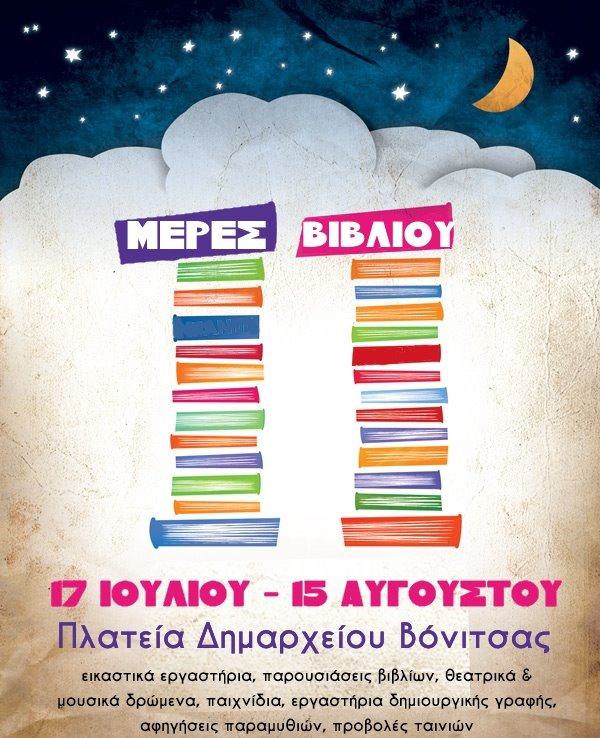 ΜΕΡΕΣ ΒΙΒΛΙΟΥ
17 ΙΟΥΛΙΟΥ - 15 ΑΥΓΟΥΣΤΟΥ
Πλατεία Δημαρχείου Βόνιτσας
εικαστικά εργαστήρια, παρουσιάσεις βιβλίων, θεατρικά &
μουσικά δρώμενα, παιχνίδια, εργαστήρια δημιουργικής γραφής,
αφηγήσεις παραμυθιών, προβολές ταινιών